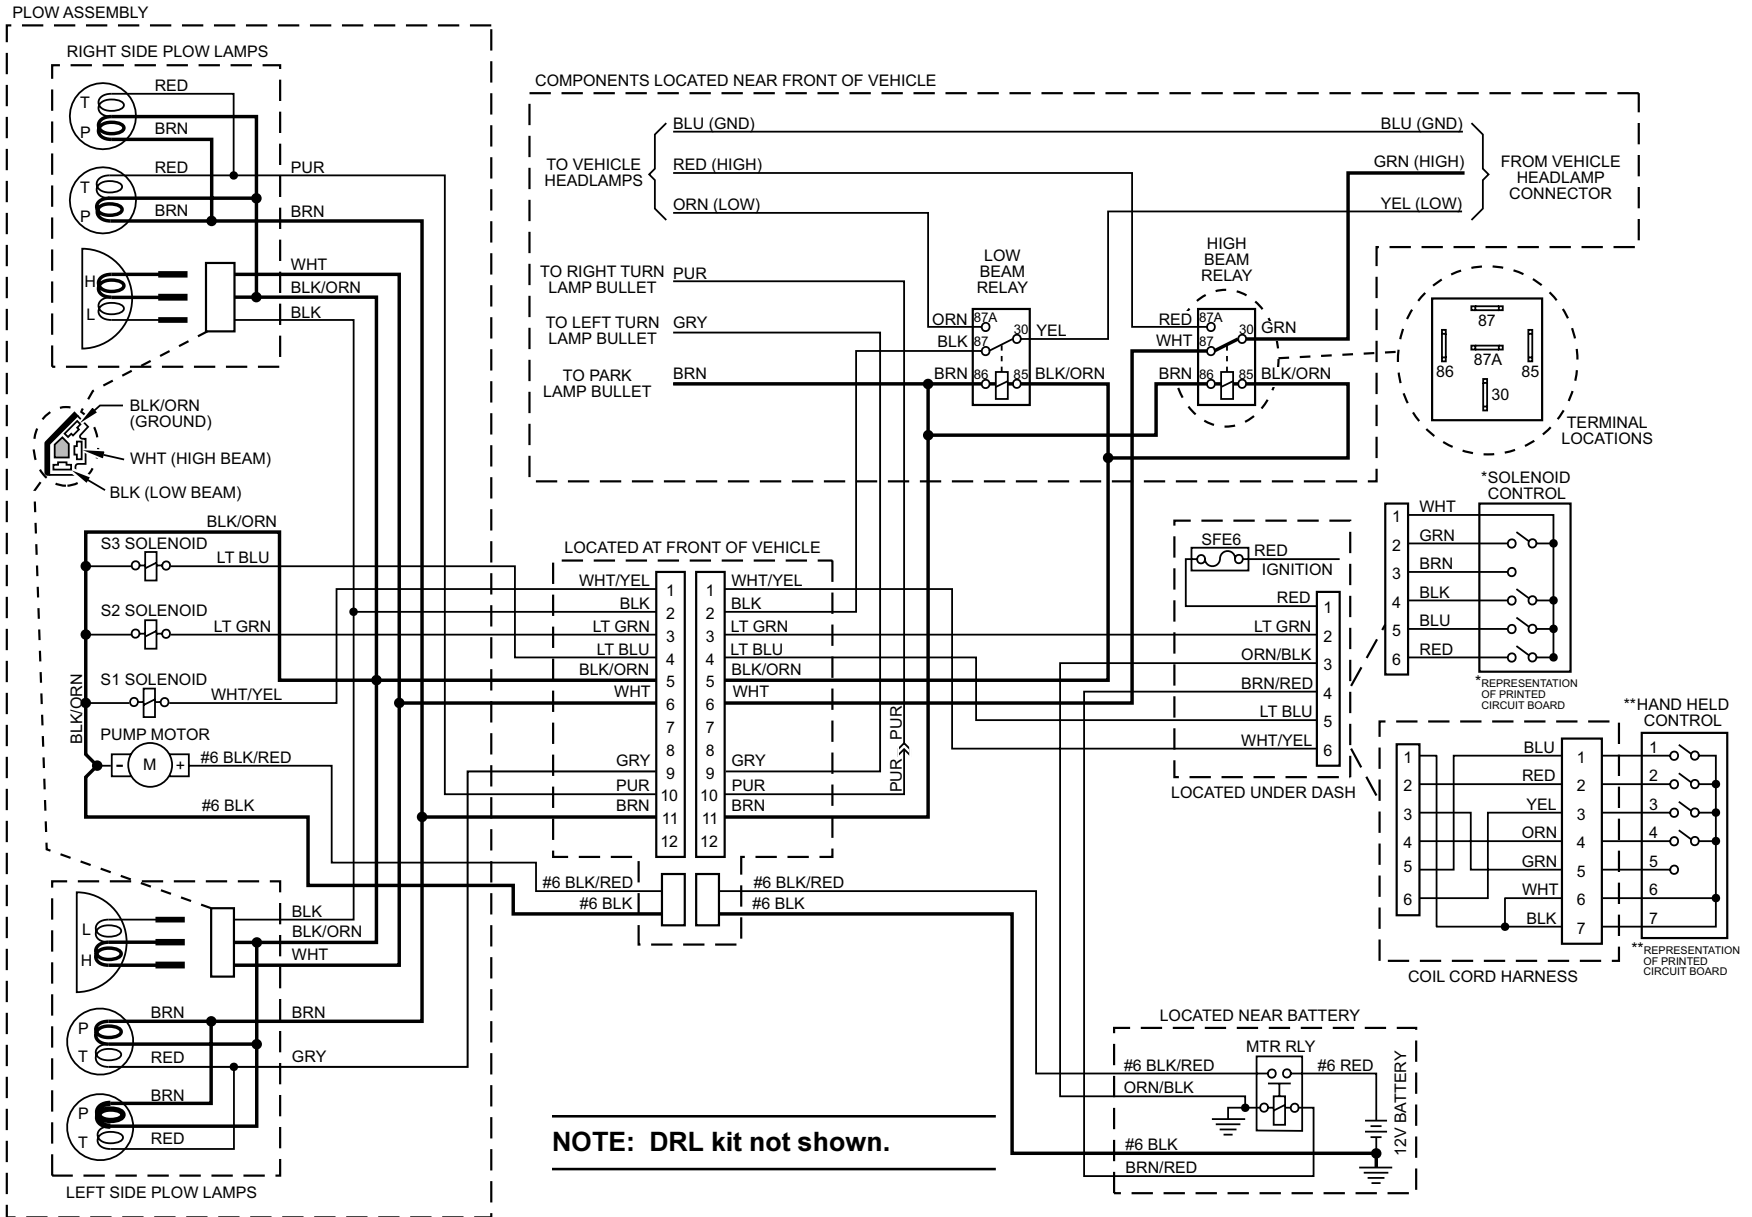 PLOW ASSEMBLY
RIGHT SIDE PLOW LAMPS
T
P
RED
BRN
T
P
RED
BRN
PUR
BRN
H
L
WHT
BLK/ORN
BLK
BLK/ORN
(GROUND)
WHT (HIGH BEAM)
BLK (LOW BEAM)
BLK/ORN
S3 SOLENOID
LT BLU
S2 SOLENOID
LT GRN
S1 SOLENOID
WHT/YEL
BLK/ORN
PUMP MOTOR
-
M
+
#6 BLK/RED
#6 BLK
L
H
BLK
BLK/ORN
WHT
P
T
BRN
RED
BRN
GRY
P
T
BRN
RED
LEFT SIDE PLOW LAMPS
COMPONENTS LOCATED NEAR FRONT OF VEHICLE
TO VEHICLE
HEADLAMPS
BLU (GND)
RED (HIGH)
ORN (LOW)
BLU (GND)
GRN (HIGH)
YEL (LOW)
FROM VEHICLE
HEADLAMP
CONNECTOR
TO RIGHT TURN
LAMP BULLET
PUR
TO LEFT TURN
LAMP BULLET
GRY
TO PARK
LAMP BULLET
BRN
LOW
BEAM
RELAY
ORN
87A
BLK
87
30
YEL
BRN
86
85
BLK/ORN
HIGH
BEAM
RELAY
RED
87A
WHT
87
30
GRN
BRN
86
85
BLK/ORN
87
87A
86
85
30
TERMINAL
LOCATIONS
LOCATED AT FRONT OF VEHICLE
WHT/YEL
BLK
LT GRN
LT BLU
BLK/ORN
WHT
GRY
PUR
BRN
1
2
3
4
5
6
7
8
9
10
11
12
1
2
3
4
5
6
7
8
9
10
11
12
WHT/YEL
BLK
LT GRN
LT BLU
BLK/ORN
WHT
GRY
PUR
BRN
PUR
PUR
#6 BLK/RED
#6 BLK
#6 BLK/RED
#6 BLK
SFE6
RED
IGNITION
RED
LT GRN
ORN/BLK
BRN/RED
LT BLU
WHT/YEL
1
2
3
4
5
6
LOCATED UNDER DASH
*SOLENOID
CONTROL
1
2
3
4
5
6
WHT
GRN
BRN
BLK
BLU
RED
*REPRESENTATION
OF PRINTED
CIRCUIT BOARD
**HAND HELD
CONTROL
1
2
3
4
5
6
BLU
RED
YEL
ORN
GRN
WHT
BLK
1
2
3
4
5
6
7
1
2
3
4
5
6
7
COIL CORD HARNESS
**REPRESENTATION
OF PRINTED
CIRCUIT BOARD
LOCATED NEAR BATTERY
MTR RLY
#6 BLK/RED
#6 RED
ORN/BLK
#6 BLK
BRN/RED
12V BATTERY
NOTE: DRL kit not shown.